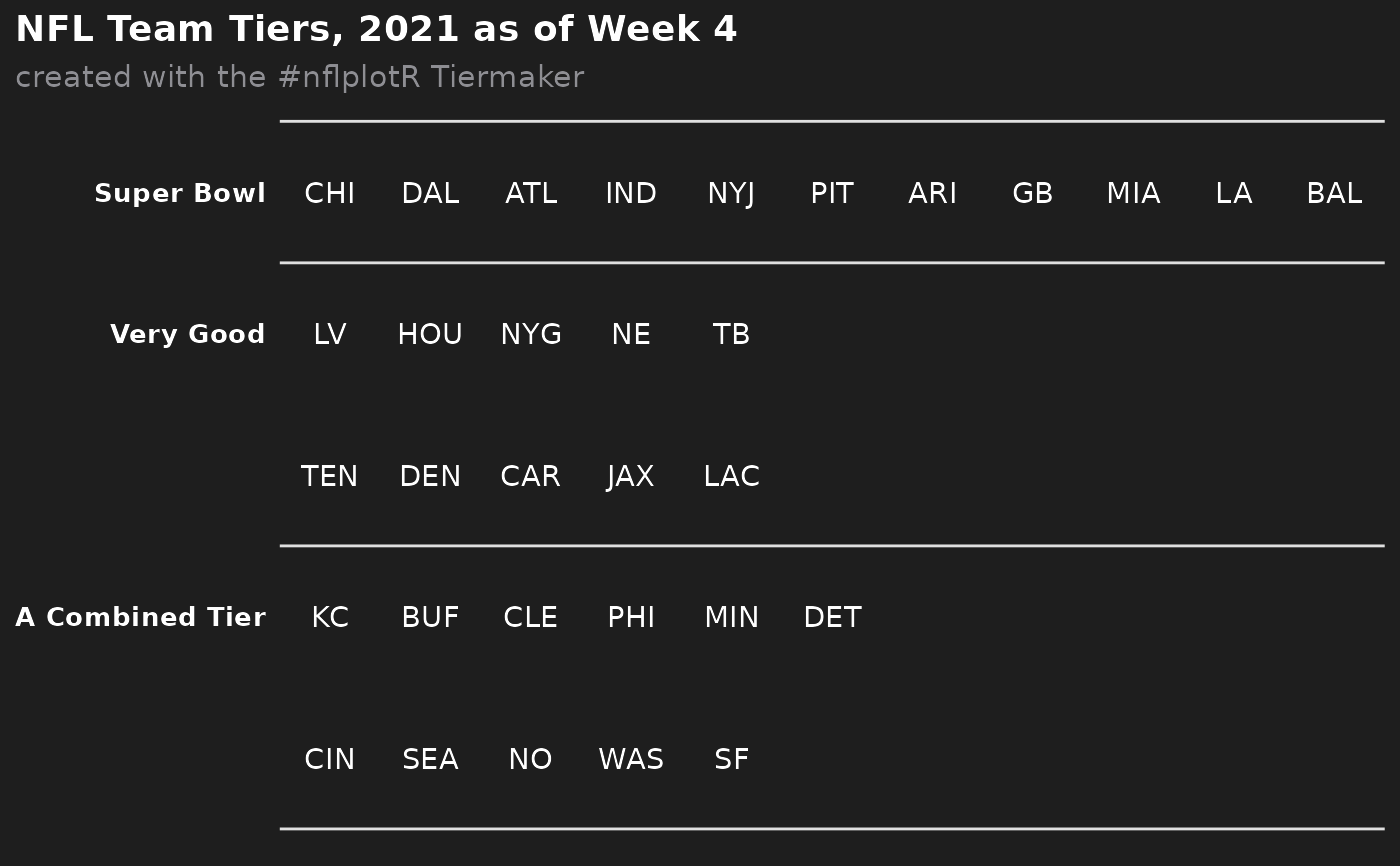 NFL Team Tiers, 2021 as of Week 4
created with the #nflplotR Tiermaker
Super Bowl CHI DAL ATL IND NYJ PIT ARI GB MIA LA BAL
Very Good LV HOU NYG NE TB
TEN DEN CAR JAX LAC
A Combined Tier KC BUF CLE PHI MIN DET
CIN SEA NO WAS SF